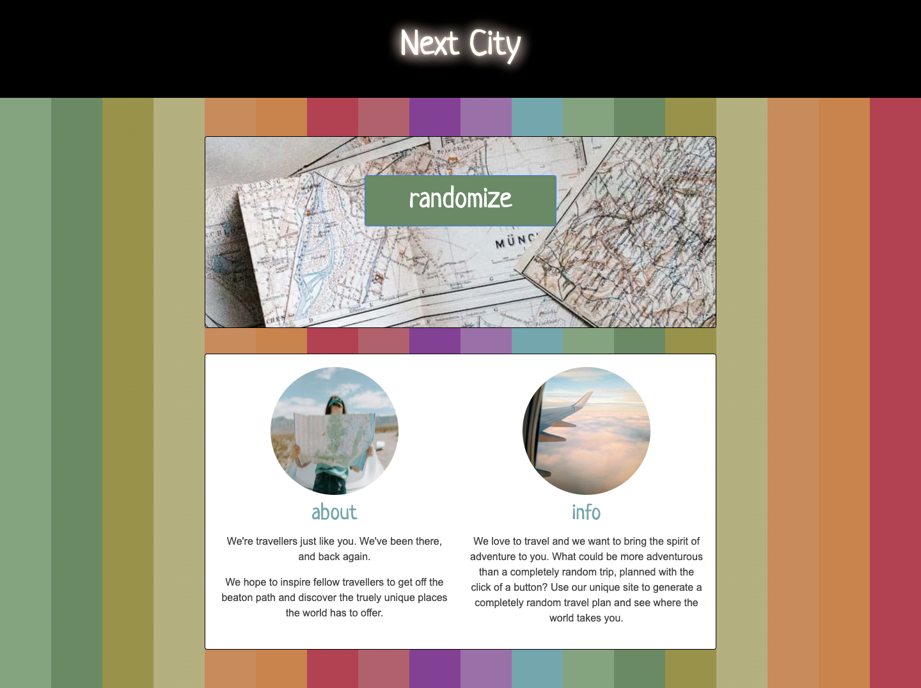 Next City
randomize
MÜNC
about
info
We're travellers just like you. We've been there,
and back again.
We hope to inspire fellow travellers to get off the
beaton path and discover the truely unique places
the world has to offer.
We love to travel and we want to bring the spirit of
adventure to you. What could be more adventurous
than a completely random trip, planned with the
click of a button? Use our unique site to generate a
completely random travel plan and see where the
world takes you.